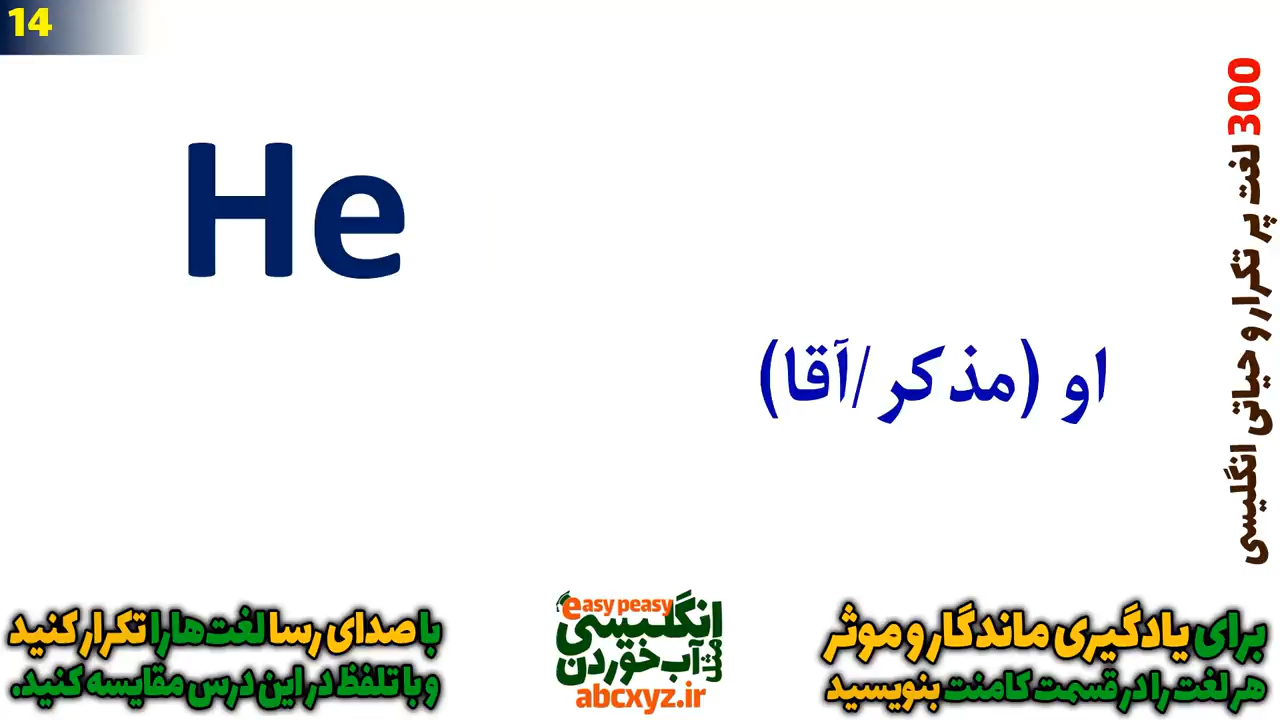 14
He
او (مذکر/آقا)
300 لغت پر تکرار و حیاتی انگلیسی
برای یادگیری ماندگار و موثر
هر لغت را در قسمت کامنت بنویسید
easy peasy
انگلیسی
مثل آب خوردن
abcxyz.ir
با صدای رسا لغت‌ها را تکرار کنید
و با تلفظ در این درس مقایسه کنید.